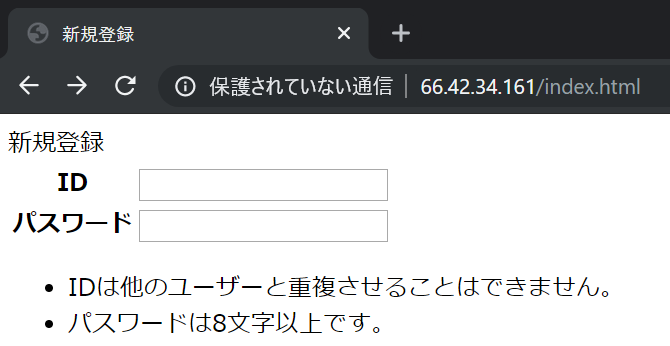 新規登録
保護されていない通信 | 66.42.34.161/index.html
新規登録
ID
パスワード
• IDは他のユーザーと重複させることはできません。
• パスワードは8文字以上です。